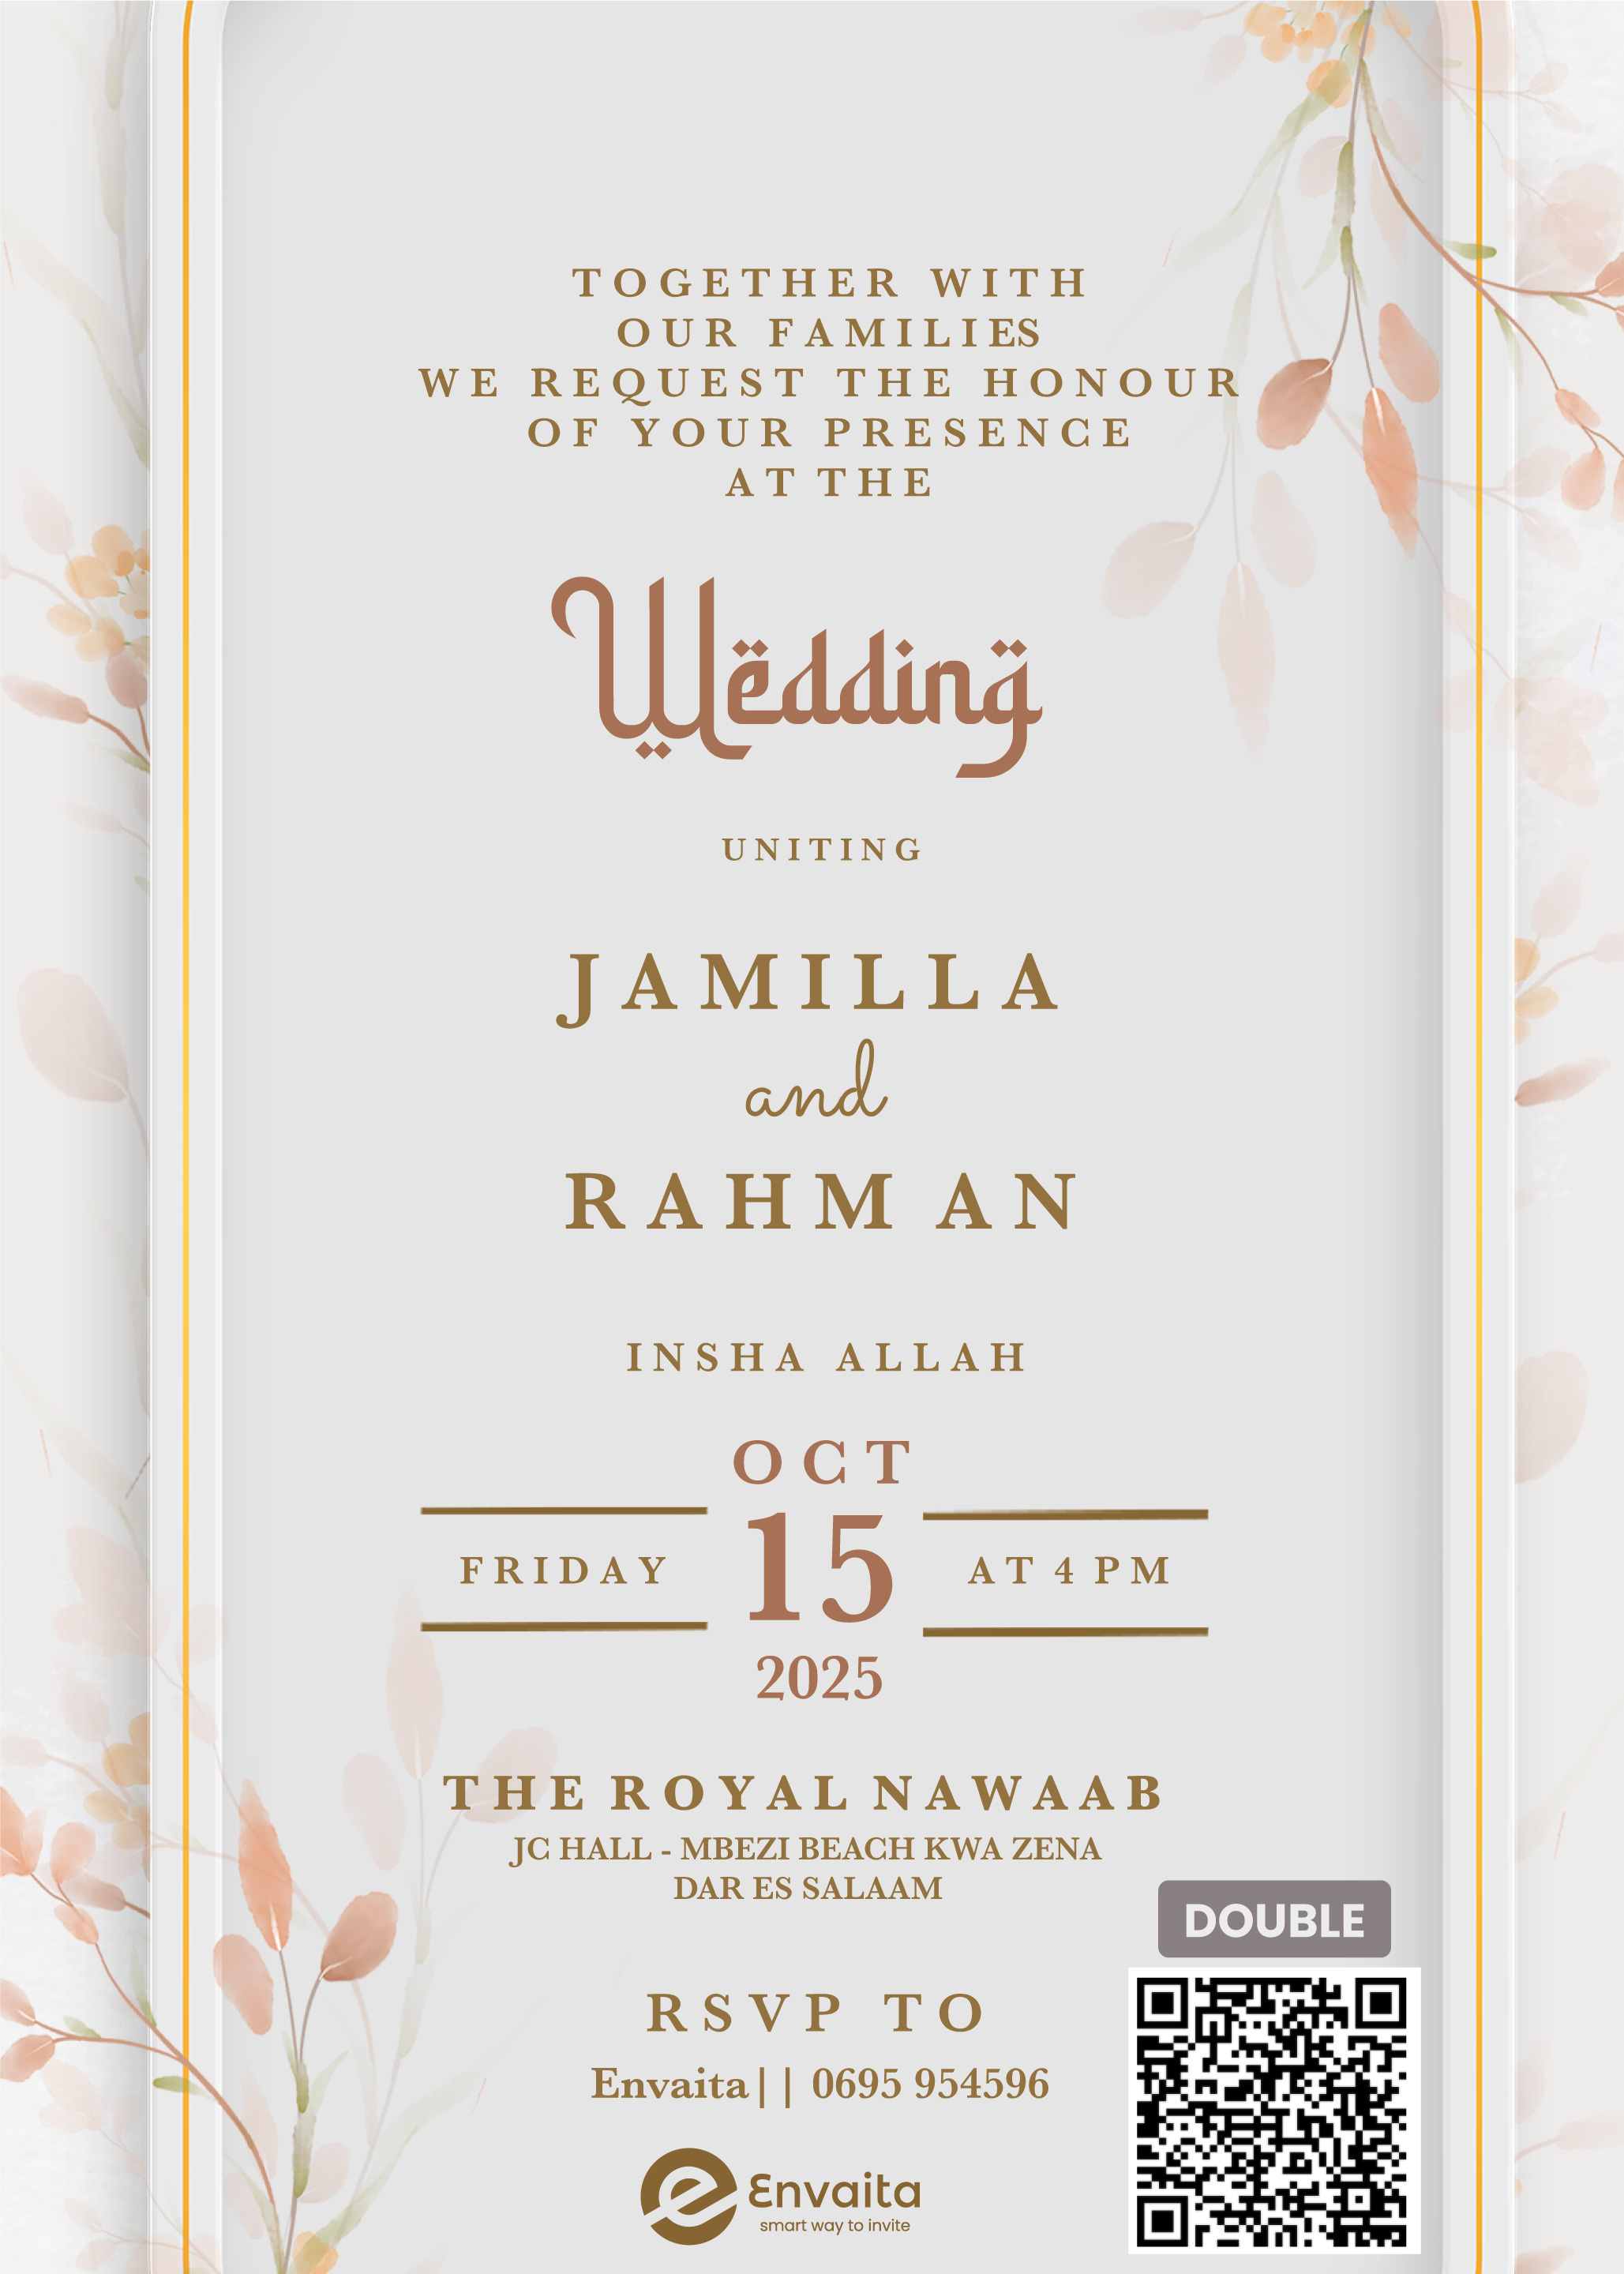 TOGETHER WITH
OUR FAMILIES
WE REQUEST THE HONOUR
OF YOUR PRESENCE
AT THE
Wedding
UNITING
JAMILLA
and
RAHMAN
INSHA ALLAH
OCT
FRIDAY 15 AT 4 PM
2025
THE ROYAL NAWAAB
JC HALL - MBEZI BEACH KWA ZENA
DAR ES SALAAM
DOUBLE
RSVP TO
Envaita|| 0695 954596
Envaita
smart way to invite